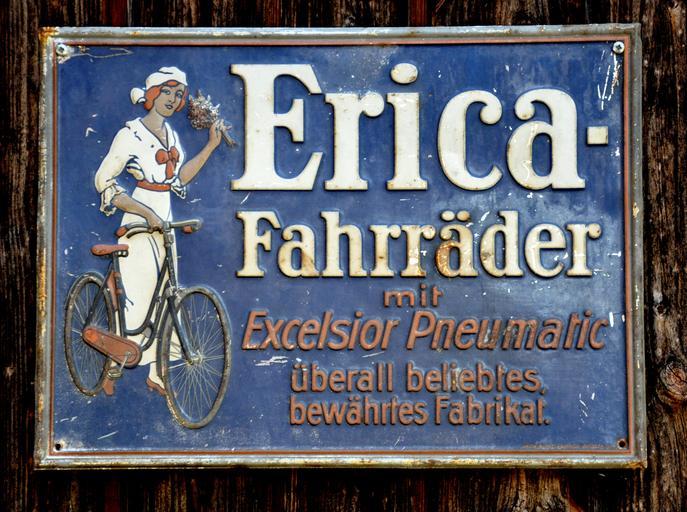 Erica-
Fahrräder
mit
Excelsior Pneumatic
überall beliebtes,
bewährtes Fabrikat.